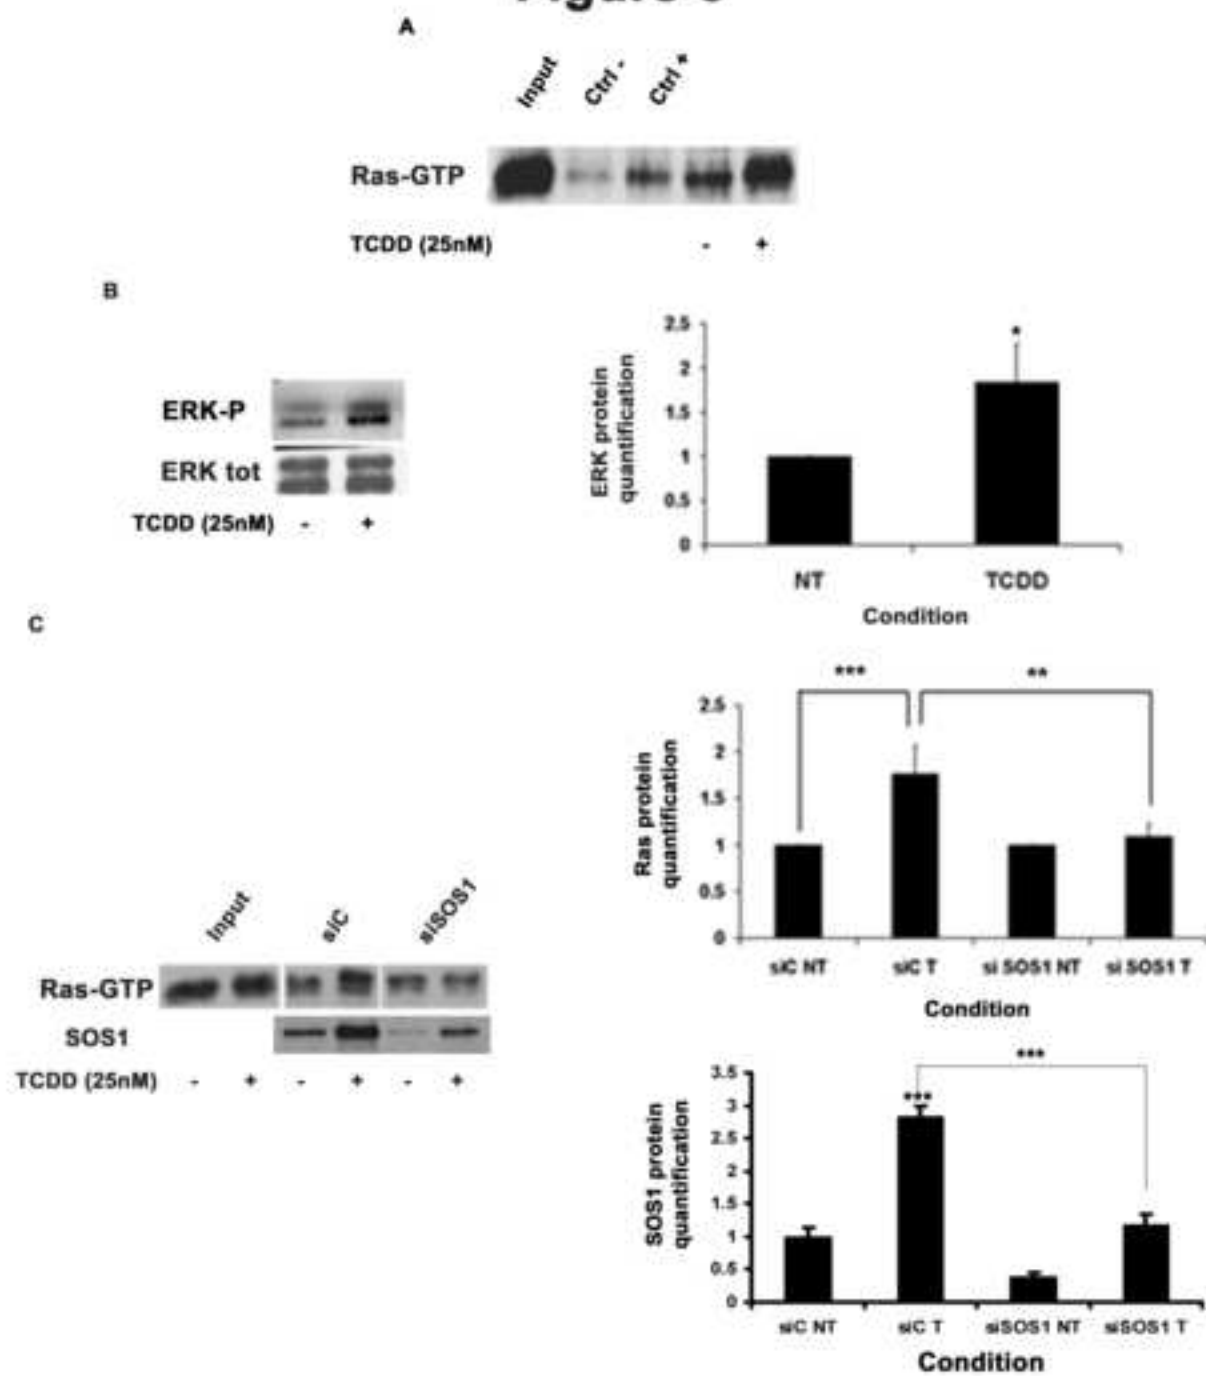 A
Input Ctrl - Ctrl +
Ras-GTP
TCDD (25nM) - +
B
ERK-P
ERK tot
TCDD (25nM) - +
ERK protein
quantification
2.5
2
1.5
1
0.5
0
*
NT TCDD
Condition
C
Input siC siSOS1
Ras-GTP
SOS1
TCDD (25nM) - + - + - +
Ras protein
quantification
*** **
2.5
2
1.5
1
0.5
0
siC NT siC T si SOS1 NT si SOS1 T
Condition
SOS1 protein
quantification
***
***
3.5
3
2.5
2
1.5
1
0.5
0
siC NT siC T siSOS1 NT siSOS1 T
Condition